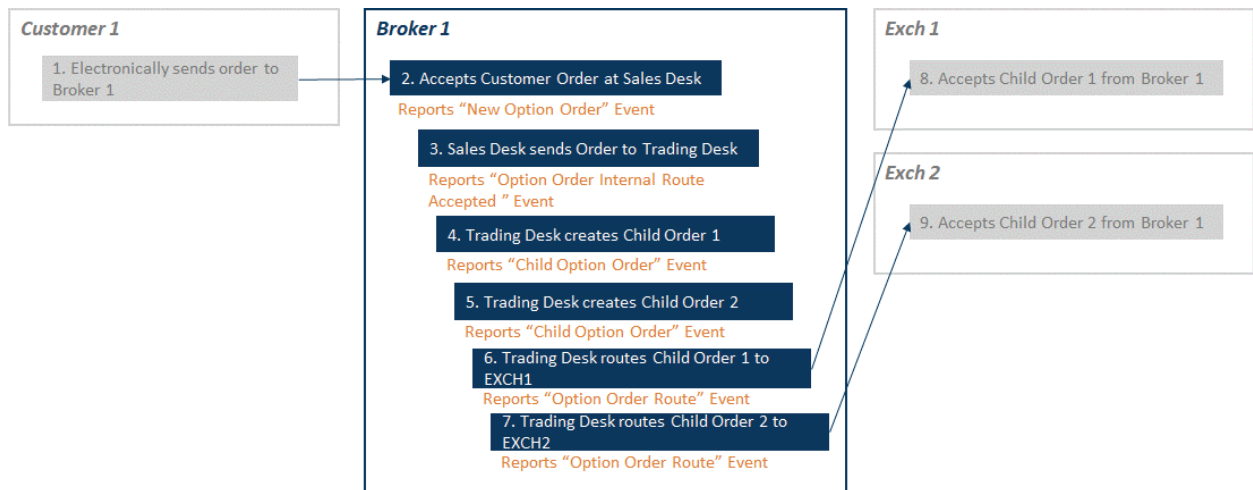 Customer 1
1. Electronically sends order to
Broker 1
Broker 1
2. Accepts Customer Order at Sales Desk
Reports “New Option Order” Event
3. Sales Desk sends Order to Trading Desk
Reports “Option Order Internal Route
Accepted ” Event
4. Trading Desk creates Child Order 1
Reports “Child Option Order” Event
5. Trading Desk creates Child Order 2
Reports “Child Option Order” Event
6. Trading Desk routes Child Order 1 to
EXCH1
Reports “Option Order Route” Event
7. Trading Desk routes Child Order 2 to
EXCH2
Reports “Option Order Route” Event
Exch 1
8. Accepts Child Order 1 from Broker 1
Exch 2
9. Accepts Child Order 2 from Broker 1